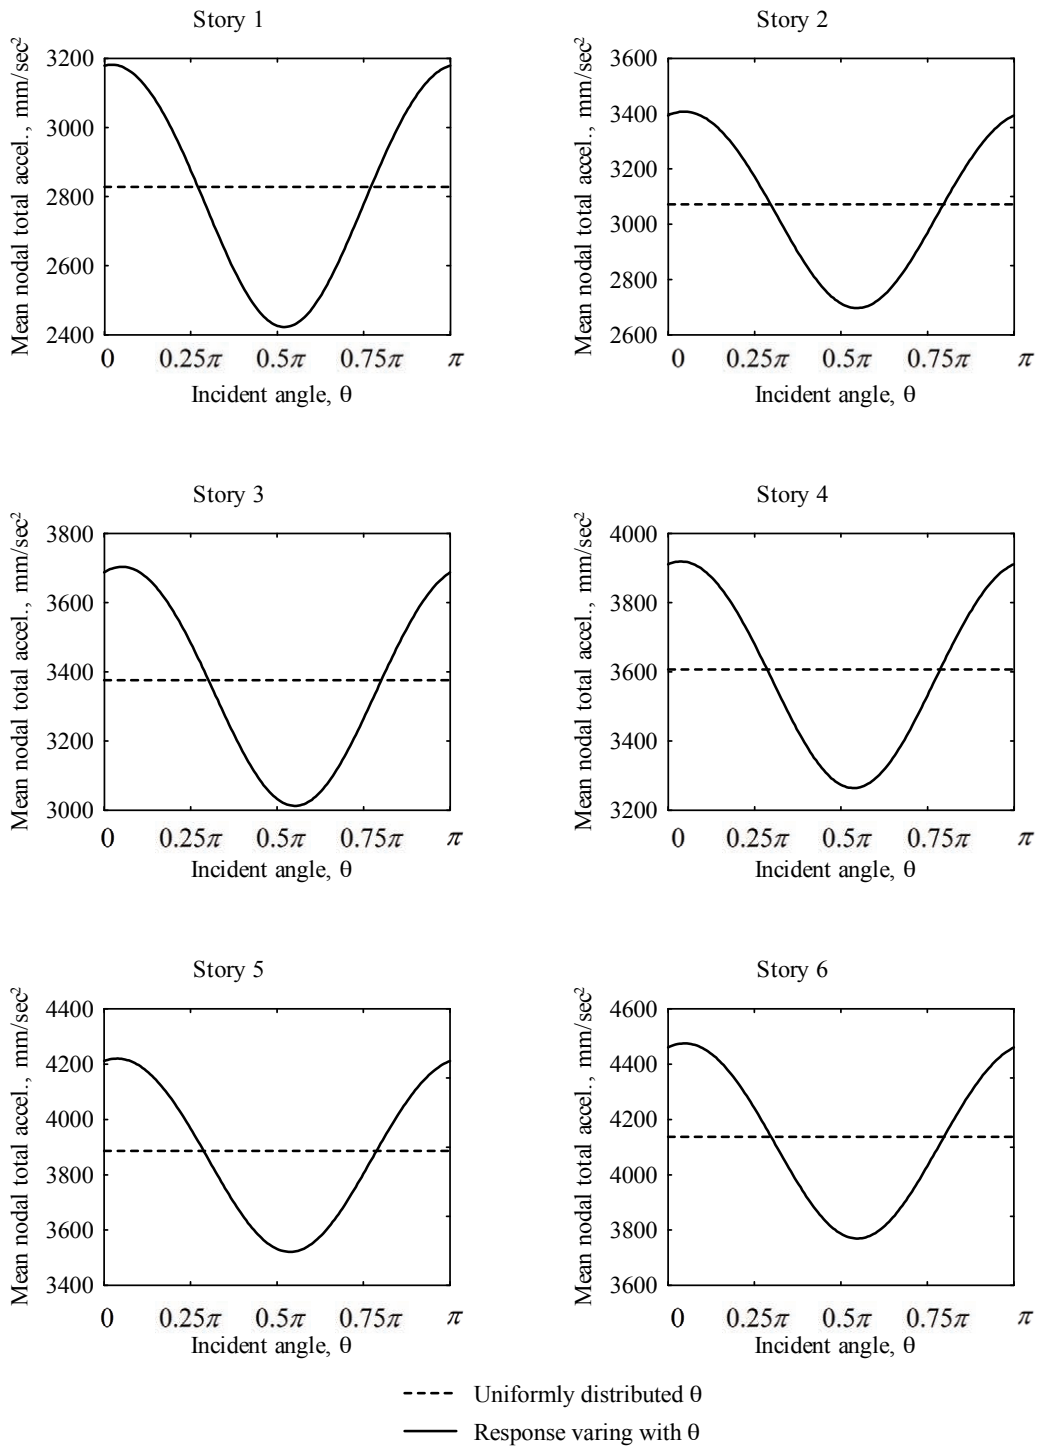 Story 1
Mean nodal total accel., mm/sec²
3200
3000
2800
2600
2400
0 0.25π 0.5π 0.75π π
Incident angle, θ
Story 2
Mean nodal total accel., mm/sec²
3600
3400
3200
3000
2800
2600
0 0.25π 0.5π 0.75π π
Incident angle, θ
Story 3
Mean nodal total accel., mm/sec²
3800
3600
3400
3200
3000
0 0.25π 0.5π 0.75π π
Incident angle, θ
Story 4
Mean nodal total accel., mm/sec²
4000
3800
3600
3400
3200
0 0.25π 0.5π 0.75π π
Incident angle, θ
Story 5
Mean nodal total accel., mm/sec²
4400
4200
4000
3800
3600
3400
0 0.25π 0.5π 0.75π π
Incident angle, θ
Story 6
Mean nodal total accel., mm/sec²
4600
4400
4200
4000
3800
3600
0 0.25π 0.5π 0.75π π
Incident angle, θ
Uniformly distributed θ
Response varing with θ